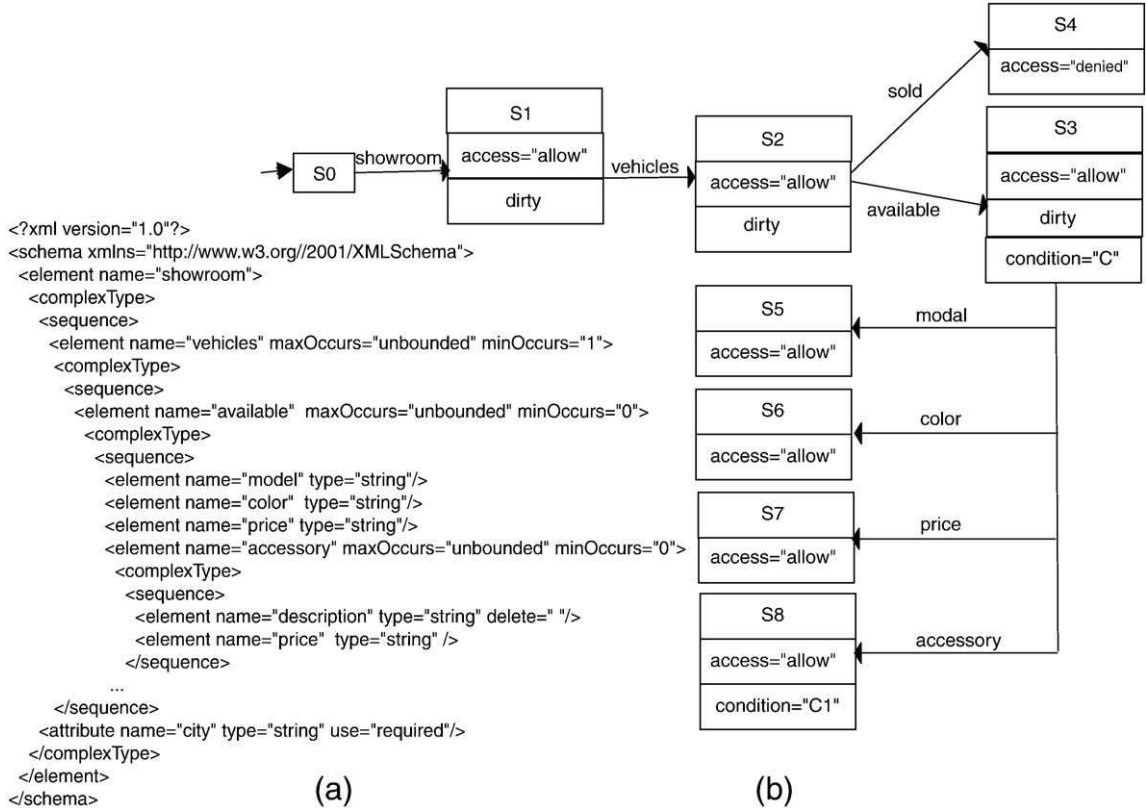 <?xml version="1.0"?>
<schema xmlns="http://www.w3.org//2001/XMLSchema">
<element name="showroom">
<complexType>
<sequence>
<element name="vehicles" maxOccurs="unbounded" minOccurs="1">
<complexType>
<sequence>
<element name="available" maxOccurs="unbounded" minOccurs="0">
<complexType>
<sequence>
<element name="model" type="string"/>
<element name="color" type="string"/>
<element name="price" type="string"/>
<element name="accessory" maxOccurs="unbounded" minOccurs="0">
<complexType>
<sequence>
<element name="description" type="string" delete=" "/>
<element name="price" type="string" />
</sequence>
...
</sequence>
<attribute name="city" type="string" use="required"/>
</complexType>
</element>
</schema>
(a)
S0
showroom
S1
access="allow"
dirty
vehicles
S2
access="allow"
dirty
sold
S4
access="denied"
available
S3
access="allow"
dirty
condition="C"
modal
S5
access="allow"
color
S6
access="allow"
price
S7
access="allow"
accessory
S8
access="allow"
condition="C1"
(b)